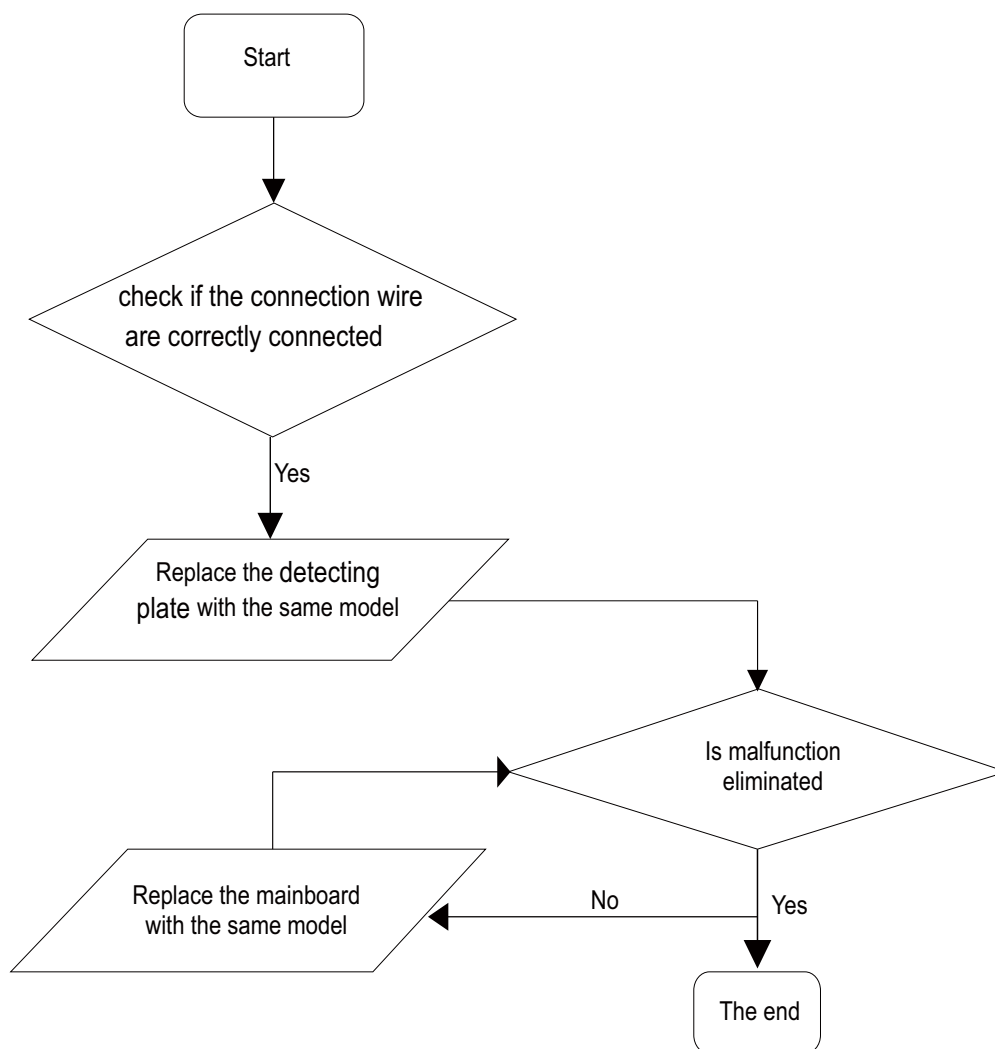 Start
check if the connection wire
are correctly connected
Yes
Replace the detecting
plate with the same model
Is malfunction
eliminated
Replace the mainboard
with the same model
No
Yes
The end